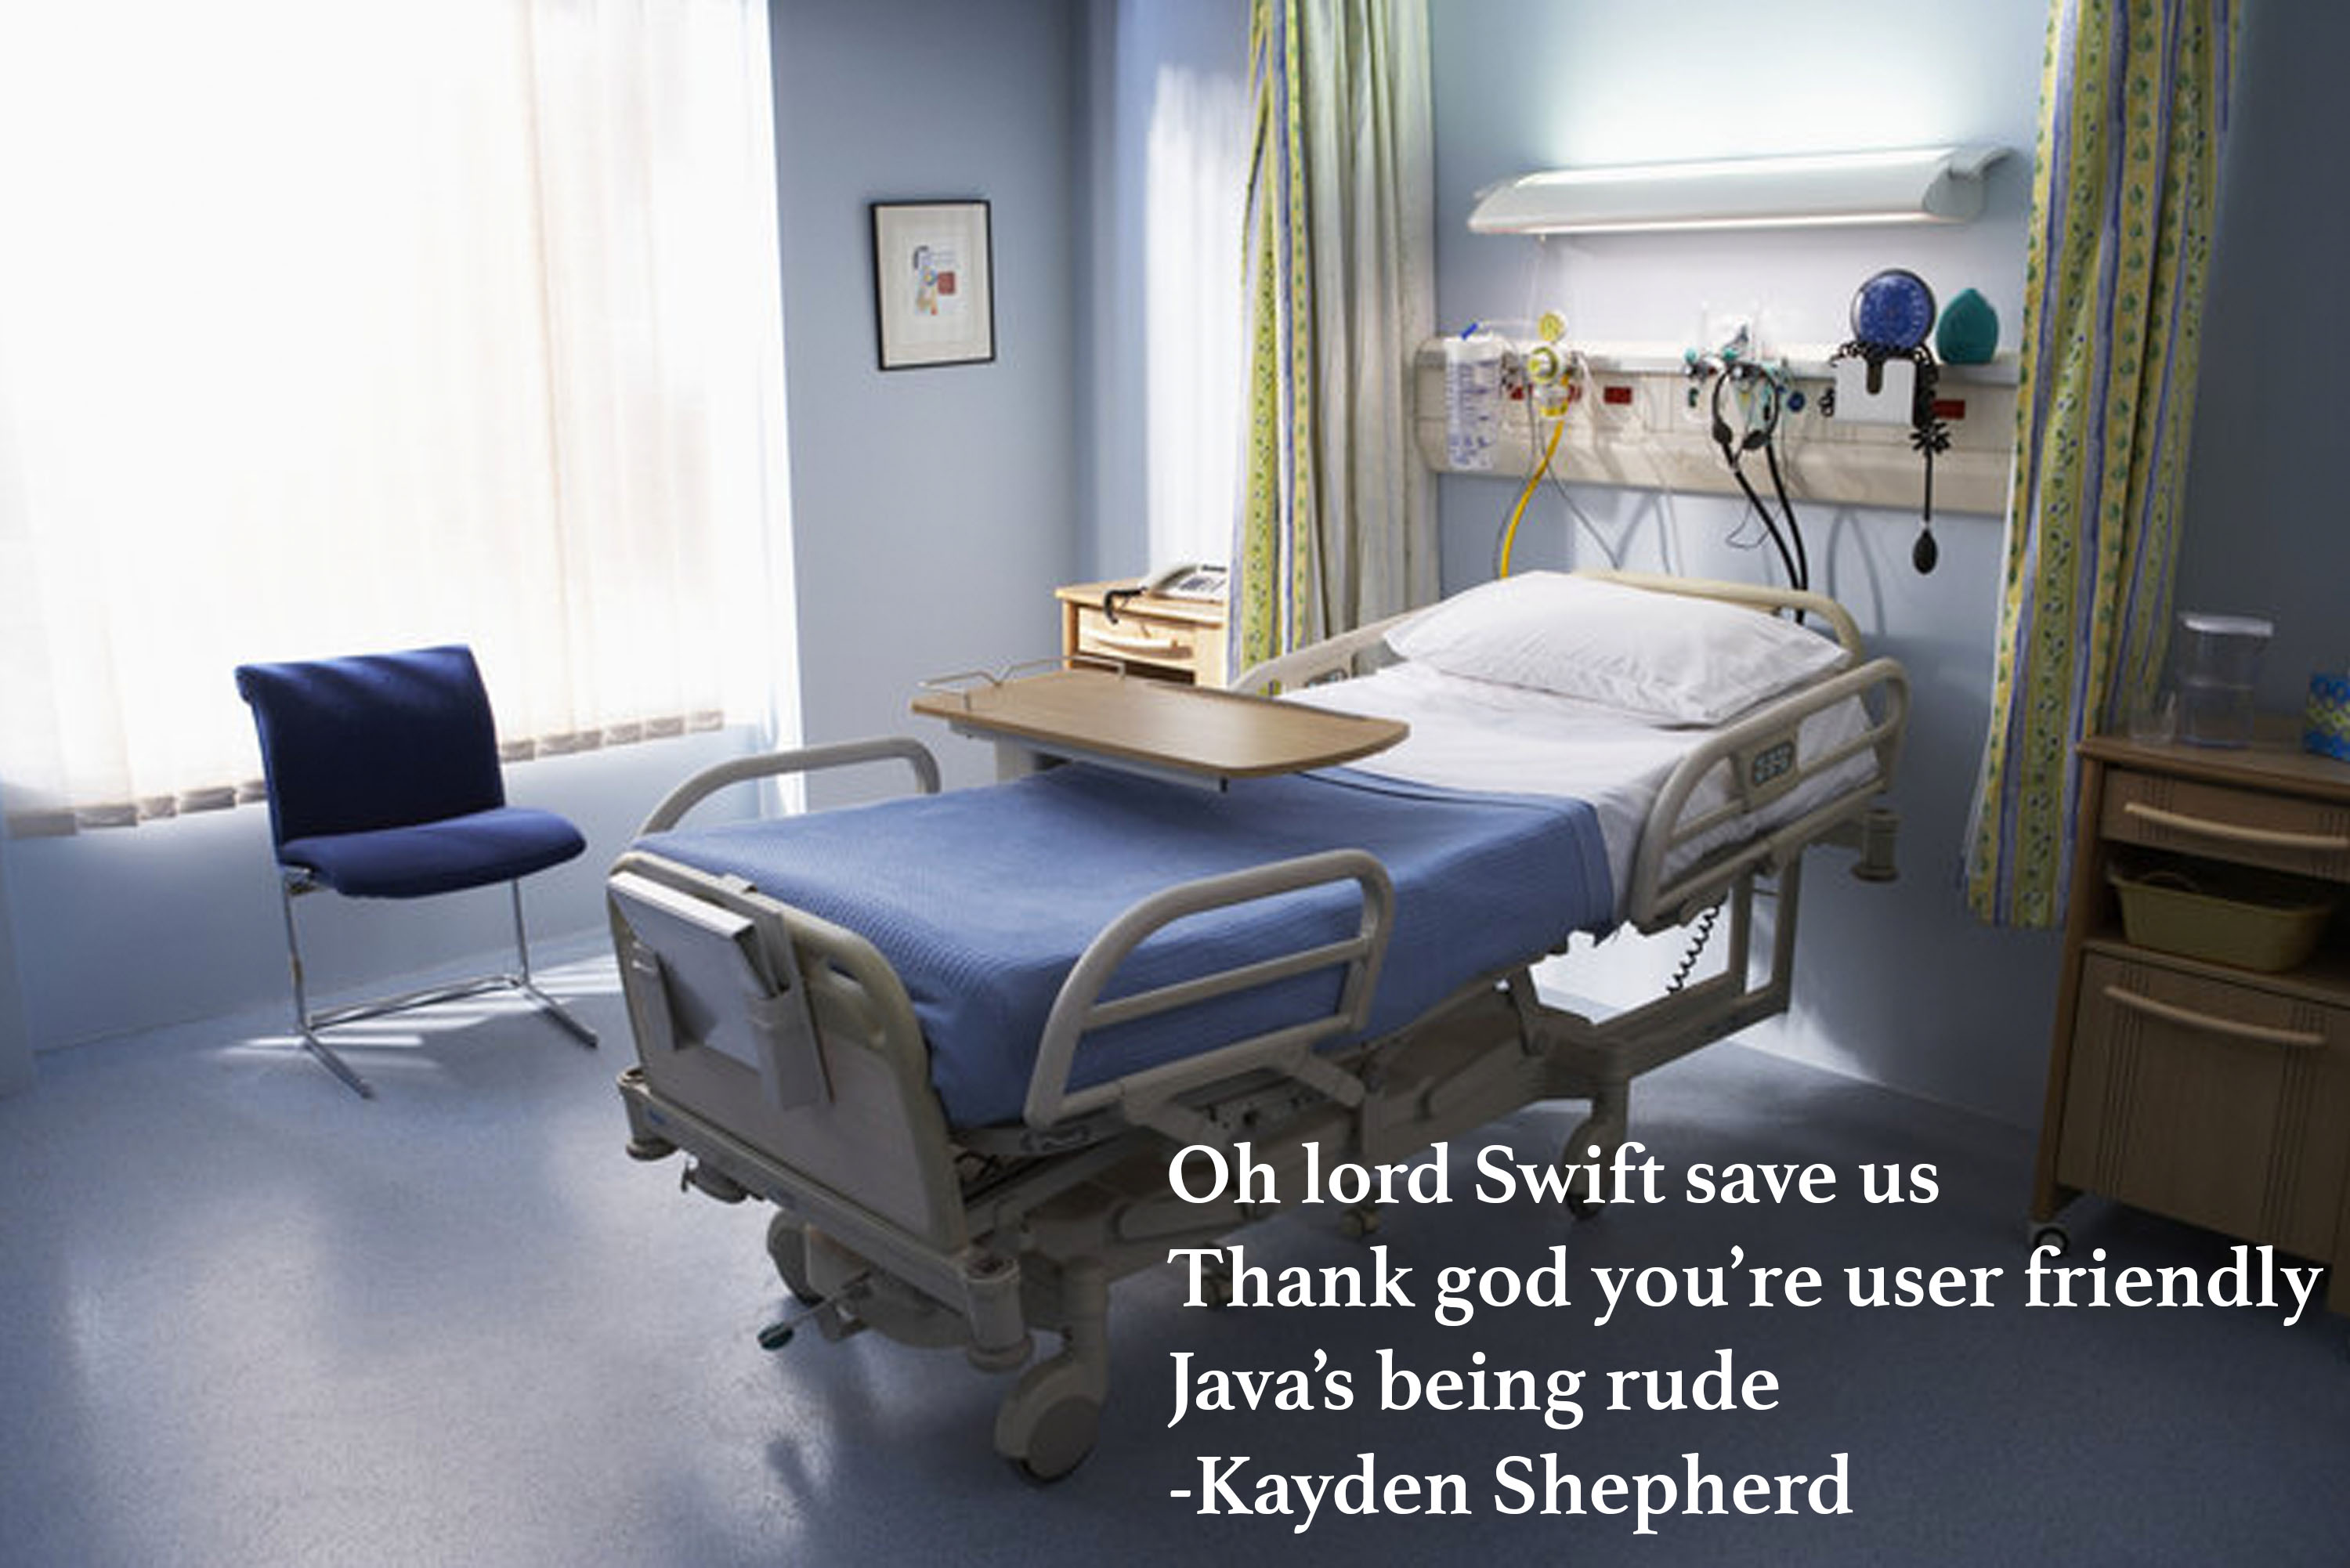 Oh lord Swift save us
Thank god you’re user friendly
Java’s being rude
-Kayden Shepherd